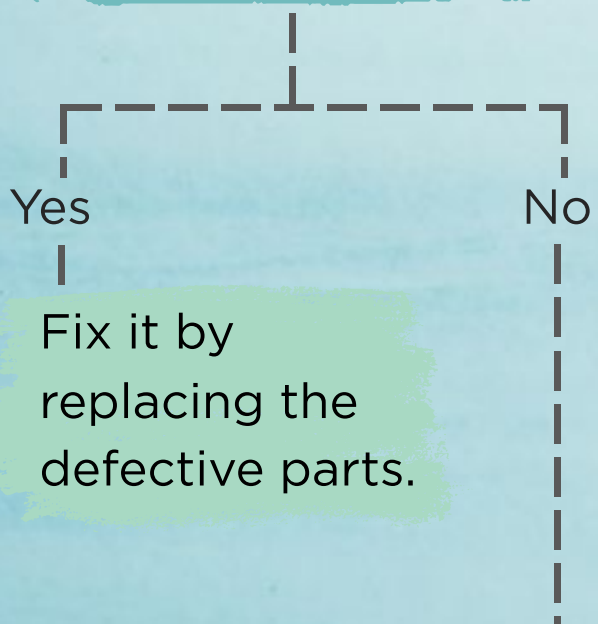 Yes
No
Fix it by
replacing the
defective parts.